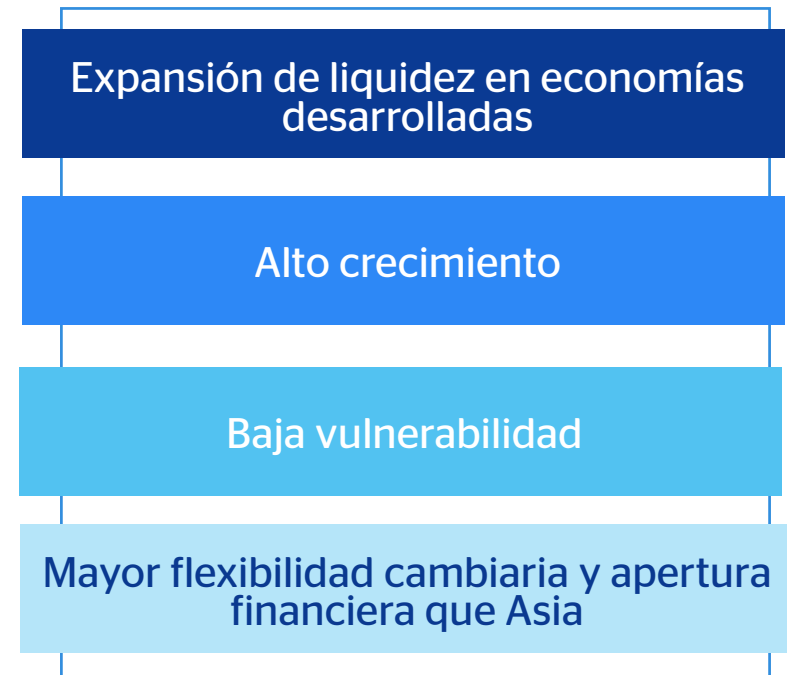 Expansión de liquidez en economías
desarrolladas
Alto crecimiento
Baja vulnerabilidad
Mayor flexibilidad cambiaria y apertura
financiera que Asia